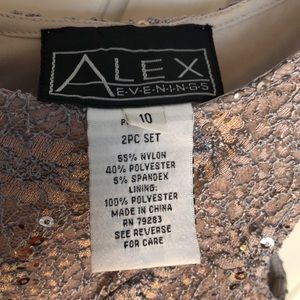 ALEX
E·V·E·N·I·N·G·S
10
2PC SET
55% NYLON
40% POLYESTER
5% SPANDEX
LINING:
100% POLYESTER
MADE IN CHINA
RN 79283
SEE REVERSE
FOR CARE